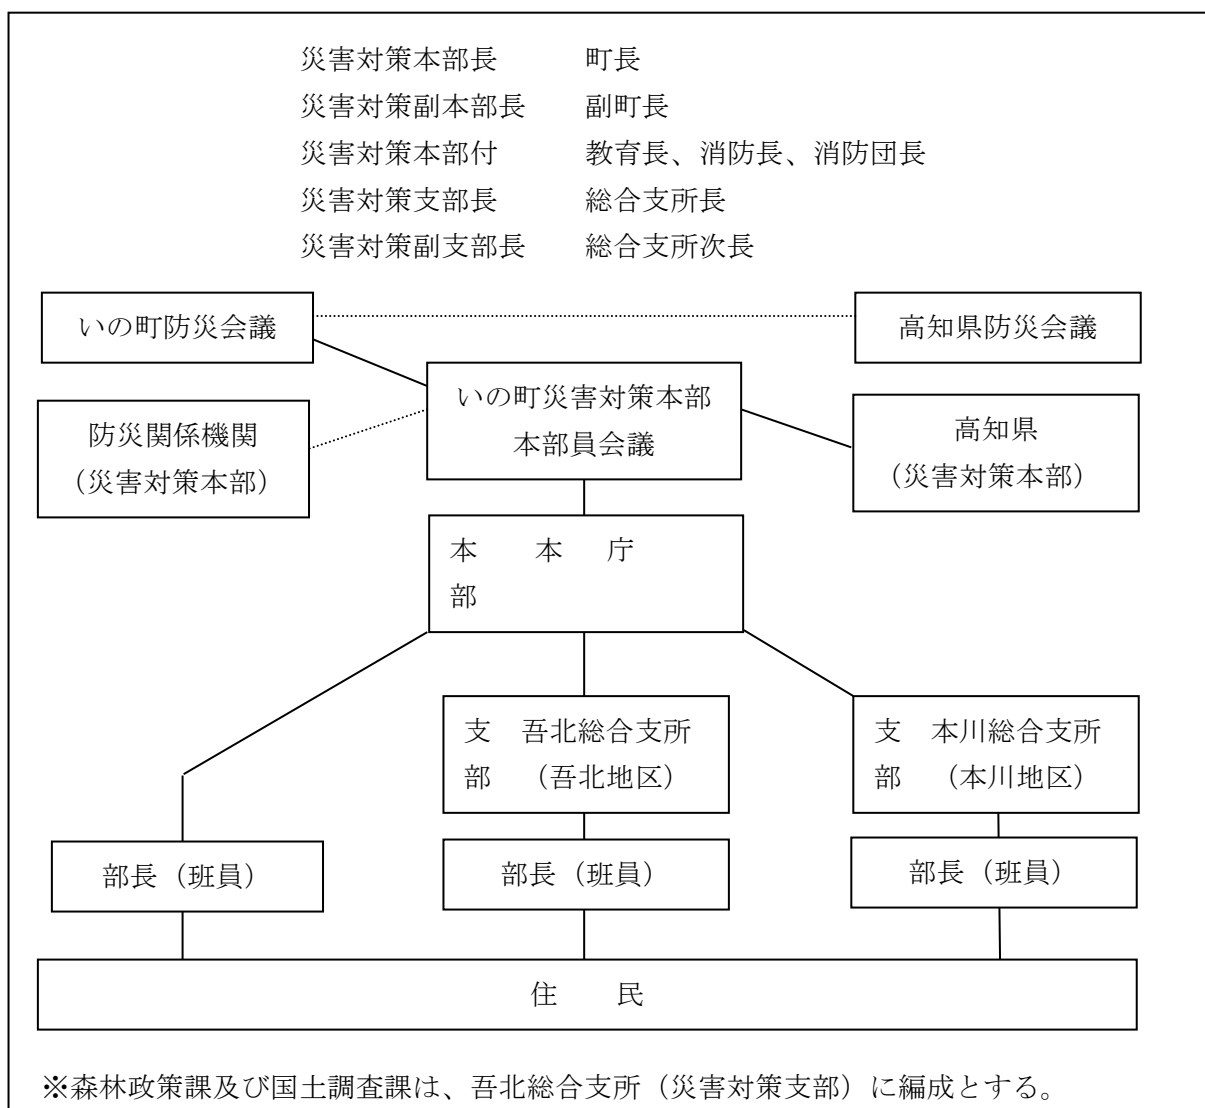 災害対策本部長　　　町長
災害対策副本部長　　副町長
災害対策本部付　　　教育長、消防長、消防団長
災害対策支部長　　　総合支所長
災害対策副支部長　　総合支所次長
いの町防災会議
高知県防災会議
いの町災害対策本部
本部員会議
防災関係機関
（災害対策本部）
高知県
（災害対策本部）
本　　本　庁
部
支　吾北総合支所
部　（吾北地区）
支　本川総合支所
部　（本川地区）
部長（班員）
部長（班員）
部長（班員）
住　　民
※森林政策課及び国土調査課は、吾北総合支所（災害対策支部）に編成とする。